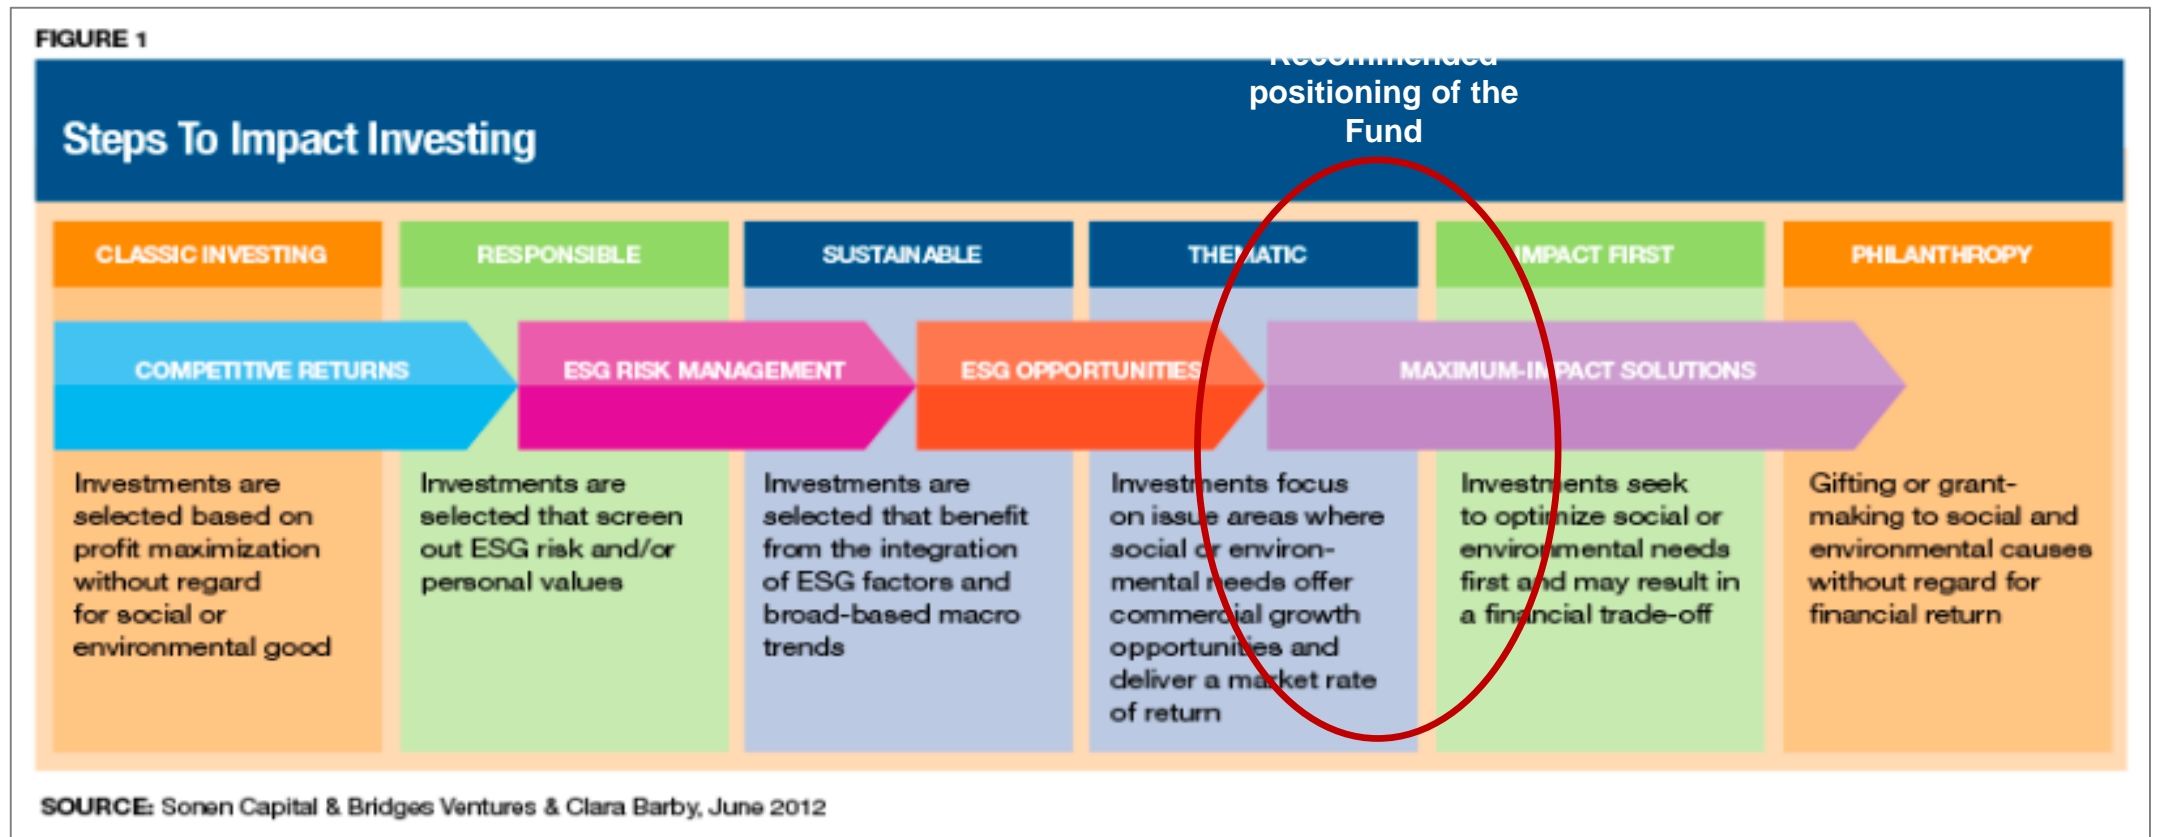 FIGURE 1
Recommended
positioning of the
Fund
Steps To Impact Investing
CLASSIC INVESTING
RESPONSIBLE
SUSTAINABLE
THEMATIC
IMPACT FIRST
PHILANTHROPY
COMPETITIVE RETURNS
ESG RISK MANAGEMENT
ESG OPPORTUNITIES
MAXIMUM-IMPACT SOLUTIONS
Investments are
selected based on
profit maximization
without regard
for social or
environmental good
Investments are
selected that screen
out ESG risk and/or
personal values
Investments are
selected that benefit
from the integration
of ESG factors and
broad-based macro
trends
Investments focus
on issue areas where
social or environ-
mental needs offer
commercial growth
opportunities and
deliver a market rate
of return
Investments seek
to optimize social or
environmental needs
first and may result in
a financial trade-off
Gifting or grant-
making to social and
environmental causes
without regard for
financial return
SOURCE: Sonen Capital & Bridges Ventures & Clara Barby, June 2012